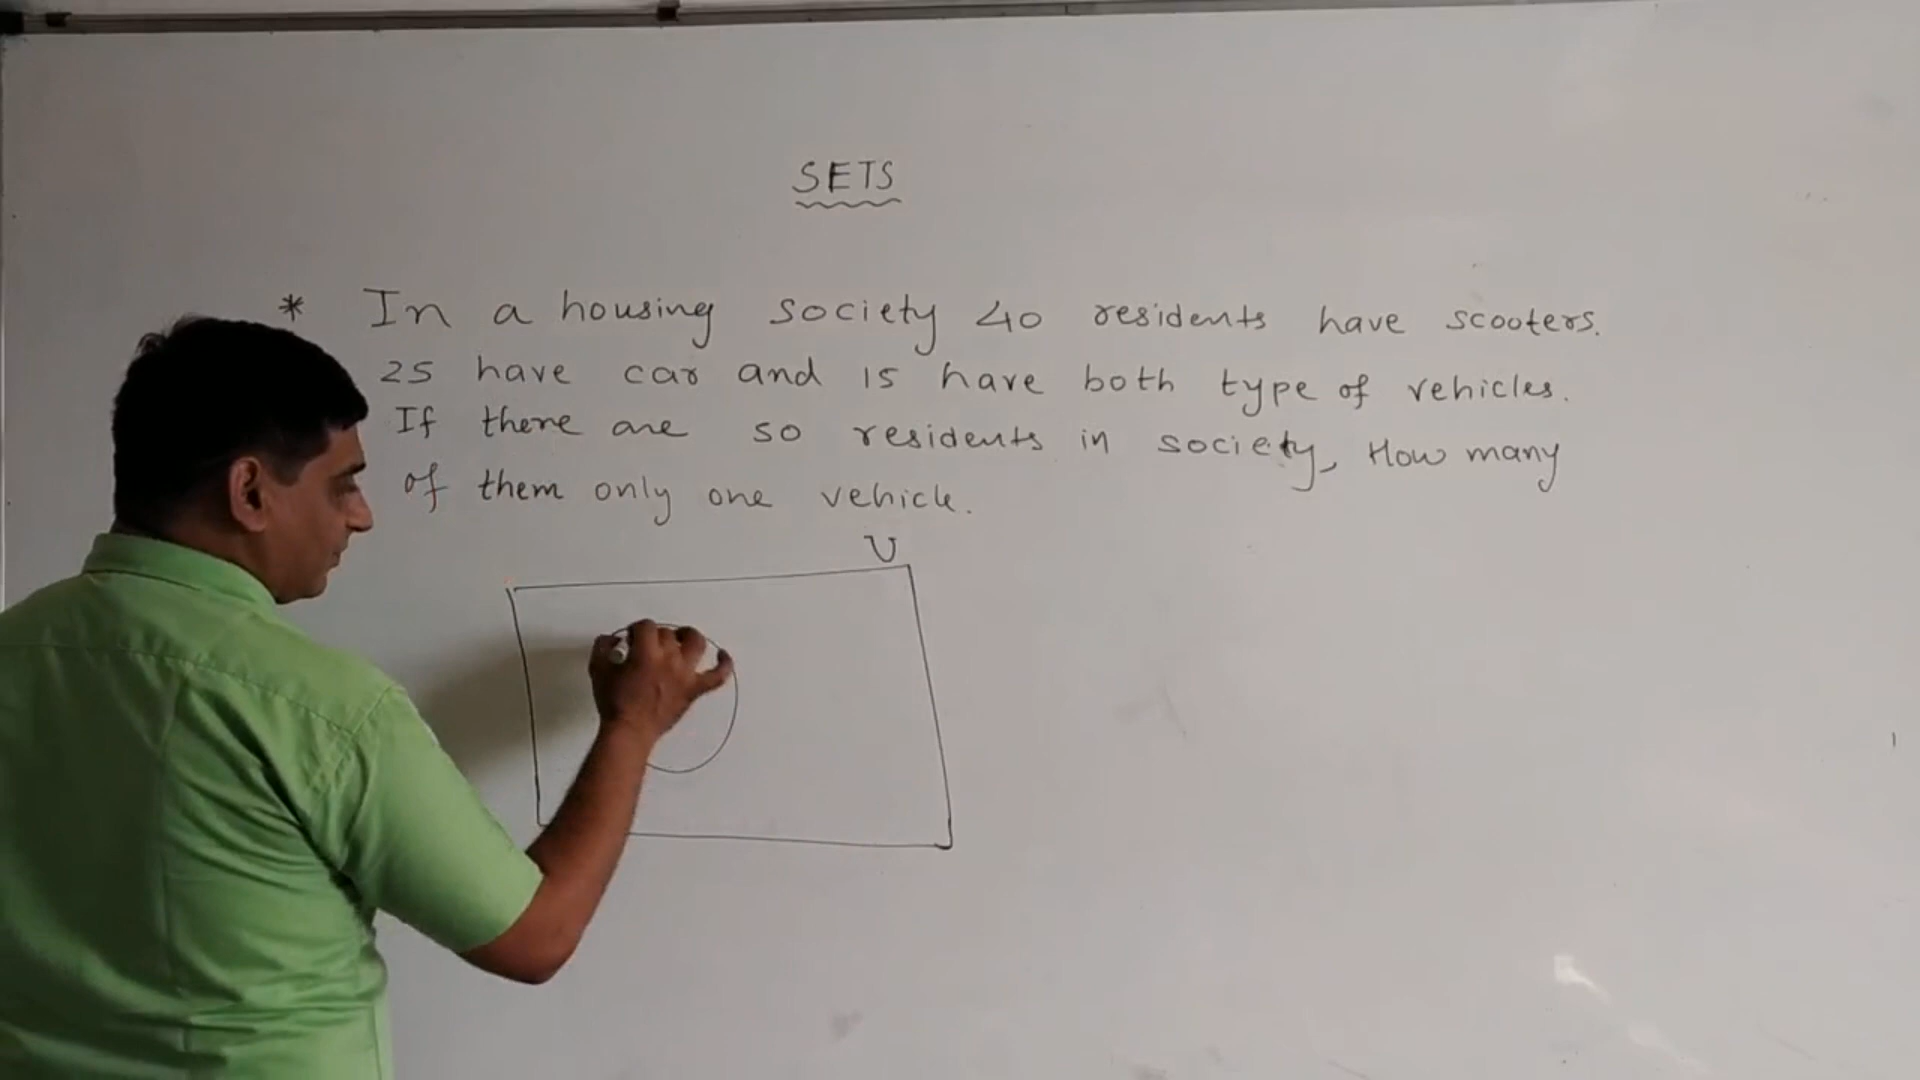 SETS
* In a housing society 40 residents have scooters.
25 have car and 15 have both type of vehicles.
If there are 50 residents in society, How many
of them only one vehicle.
U